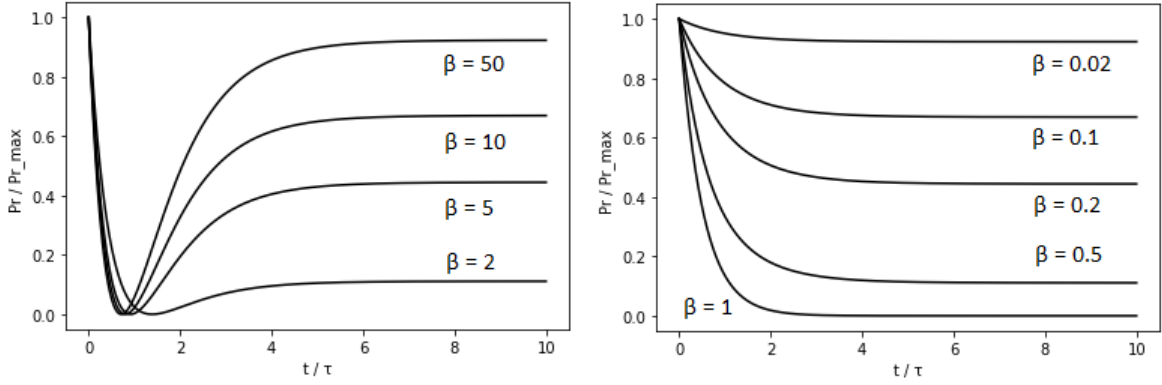 1.0
0.8
0.6
0.4
0.2
0.0
Pr / Pr_max
β = 50
β = 10
β = 5
β = 2
0 2 4 6 8 10
t / τ
1.0
0.8
0.6
0.4
0.2
0.0
Pr / Pr_max
β = 0.02
β = 0.1
β = 0.2
β = 0.5
β = 1
0 2 4 6 8 10
t / τ